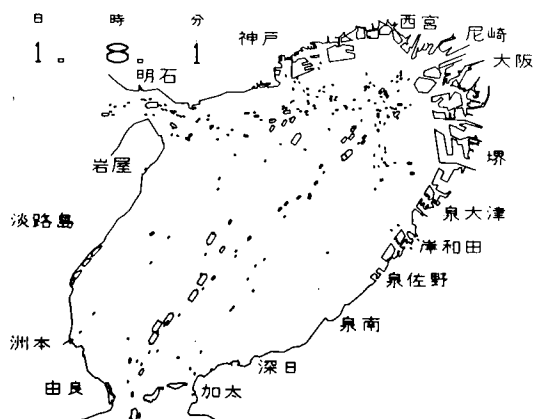 日 時 分
1. 8. 1
神戸
西宮
尼崎
大阪
明石
岩屋
堺
淡路島
泉大津
岸和田
泉佐野
泉南
洲本
深日
由良
加太